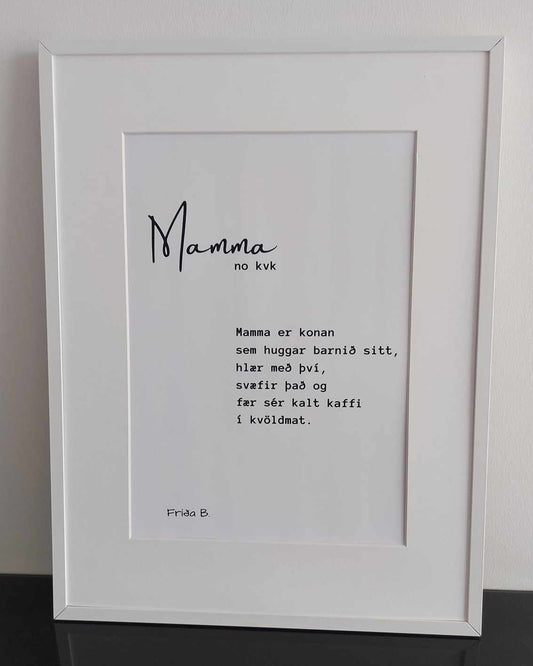 Mamma
no kvk
Mamma er konan
sem huggar barnið sitt,
hlær með því,
svæfir það og
fær sér kalt kaffi
í kvöldmat.
Fríða B.